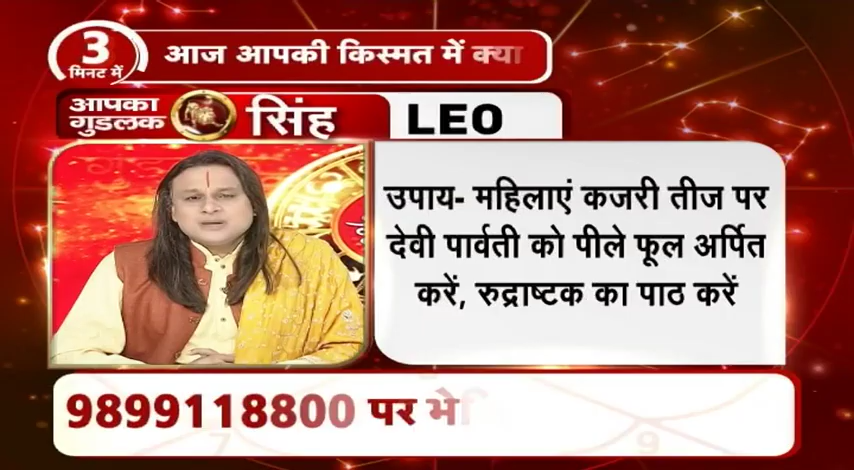 3
मिनट में
आज आपकी किस्मत में क्या
आपका
गुडलक
सिंह
LEO
उपाय- महिलाएं कजरी तीज पर
देवी पार्वती को पीले फूल अर्पित
करें, रुद्राष्टक का पाठ करें
9899118800 पर